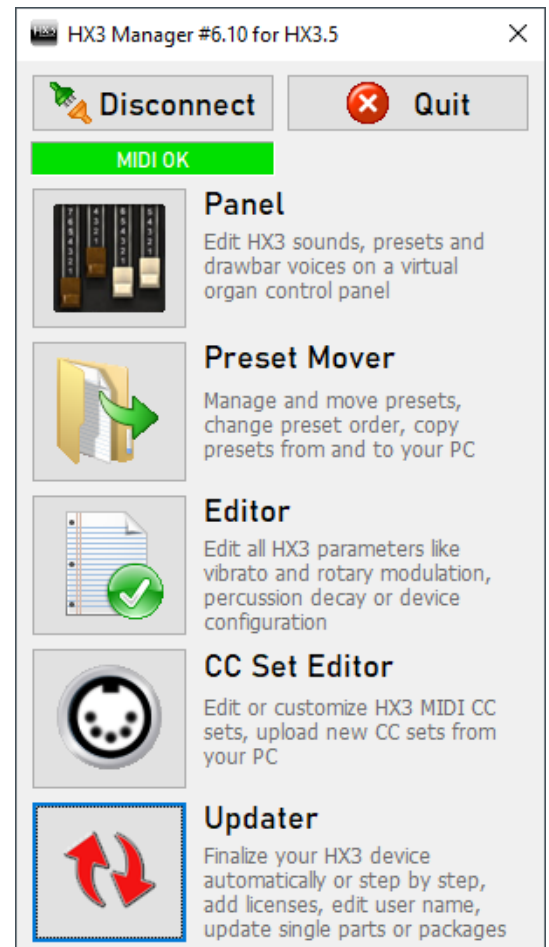 HX3 Manager #6.10 for HX3.5
Disconnect
Quit
MIDI OK
Panel
Edit HX3 sounds, presets and
drawbar voices on a virtual
organ control panel
Preset Mover
Manage and move presets,
change preset order, copy
presets from and to your PC
Editor
Edit all HX3 parameters like
vibrato and rotary modulation,
percussion decay or device
configuration
CC Set Editor
Edit or customize HX3 MIDI CC
sets, upload new CC sets from
your PC
Updater
Finalize your HX3 device
automatically or step by step,
add licenses, edit user name,
update single parts or packages